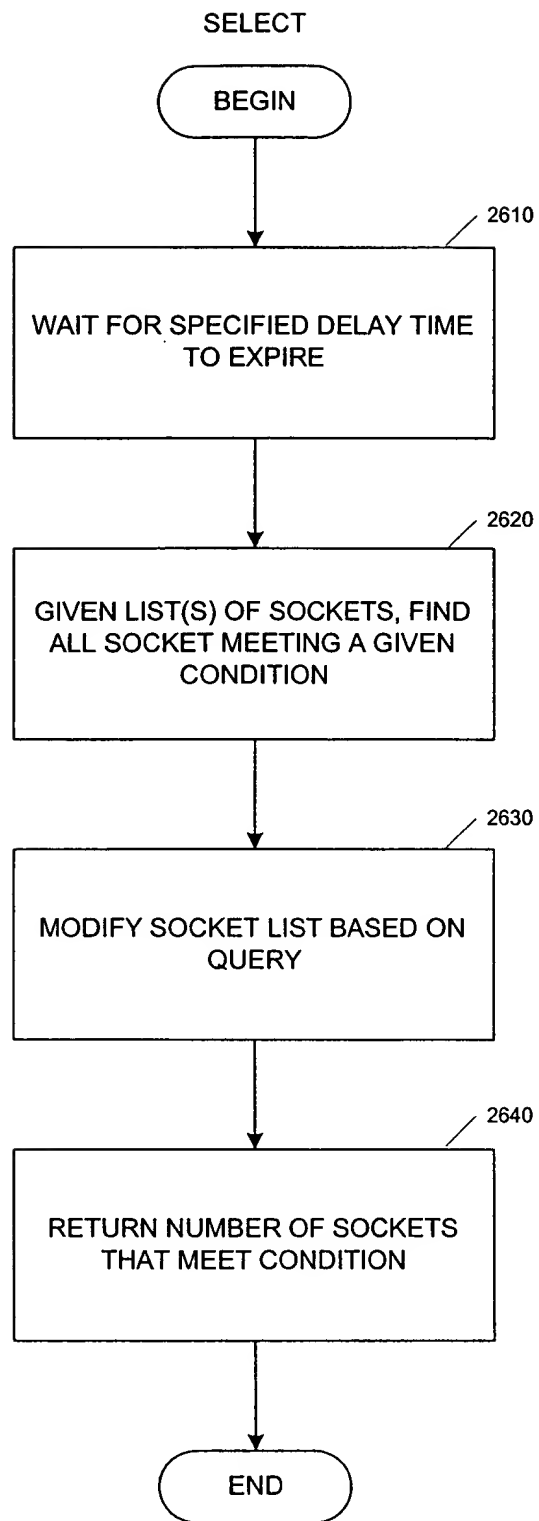 SELECT
BEGIN
2610
WAIT FOR SPECIFIED DELAY TIME
TO EXPIRE
2620
GIVEN LIST(S) OF SOCKETS, FIND
ALL SOCKET MEETING A GIVEN
CONDITION
2630
MODIFY SOCKET LIST BASED ON
QUERY
2640
RETURN NUMBER OF SOCKETS
THAT MEET CONDITION
END